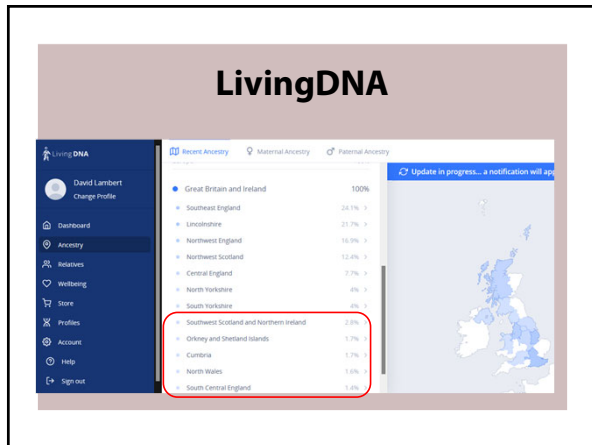 LivingDNA
Living DNA
David Lambert
Change Profile
Dashboard
Ancestry
Relatives
Wellbeing
Store
Profiles
Account
Help
Sign out
Recent Ancestry Maternal Ancestry Paternal Ancestry
Update in progress... a notification will app
Great Britain and Ireland 100%
Southeast England 24.1%
Lincolnshire 21.7%
Northwest England 16.9%
Northwest Scotland 12.4%
Central England 7.7%
North Yorkshire 4%
South Yorkshire 4%
Southwest Scotland and Northern Ireland 2.8%
Orkney and Shetland Islands 1.7%
Cumbria 1.7%
North Wales 1.6%
South Central England 1.4%